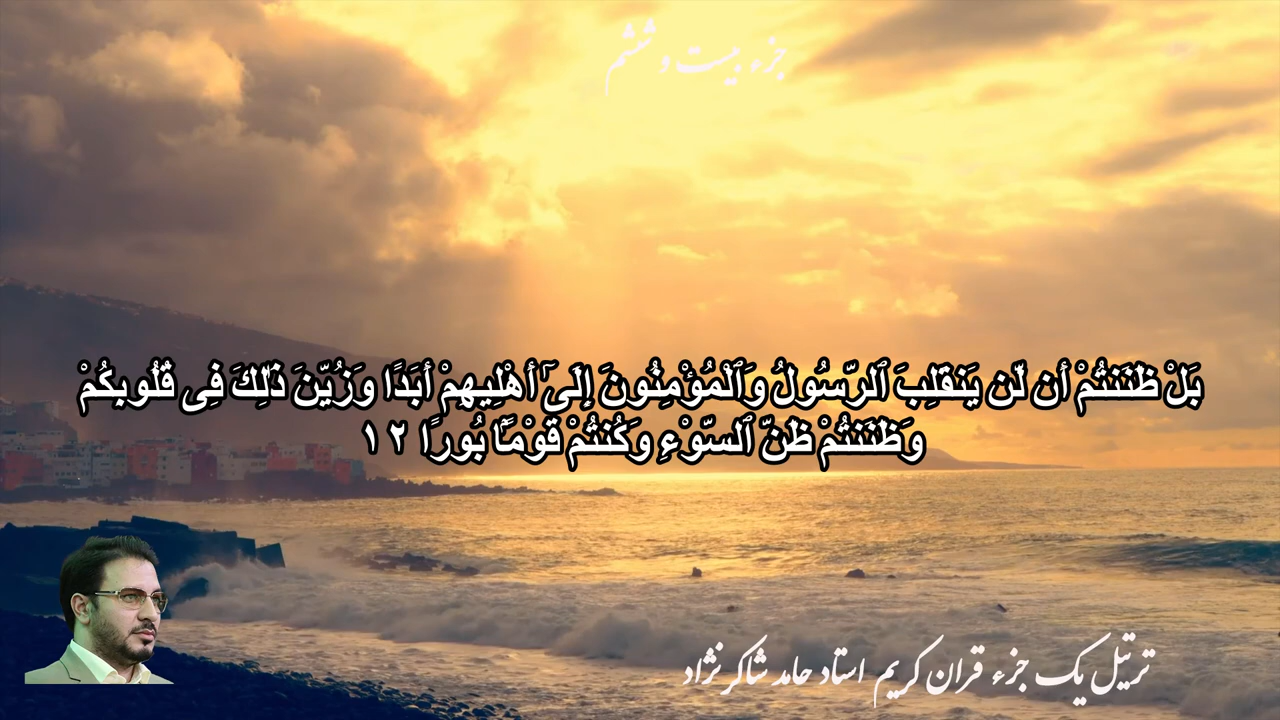 جزء بیست و ششم
بَلْ ظَنَنتُمْ أَن لَّن يَنقَلِبَ ٱلرَّسُولُ وَٱلْمُؤْمِنُونَ إِلَىٰٓ أَهْلِيهِمْ أَبَدًا وَزُيِّنَ ذَٰلِكَ فِى قُلُوبِكُمْ
وَظَنَنتُمْ ظَنَّ ٱلسَّوْءِ وَكُنتُمْ قَوْمًۢا بُورًا ١٢
ترتیل یک جزء قران کریم استاد حامد شاکرنژاد